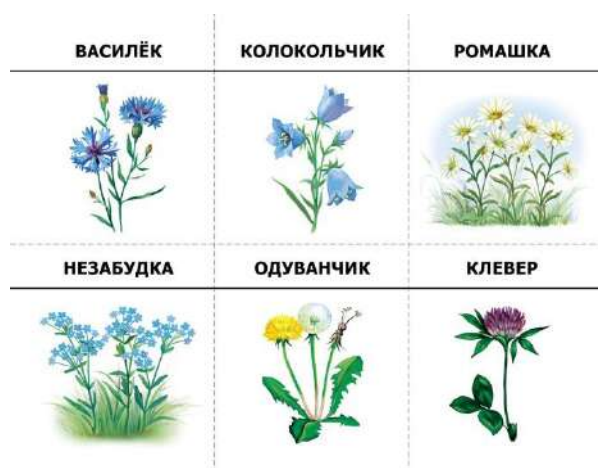 ВАСИЛЁК КОЛОКОЛЬЧИК РОМАШКА
НЕЗАБУДКА ОДУВАНЧИК КЛЕВЕР